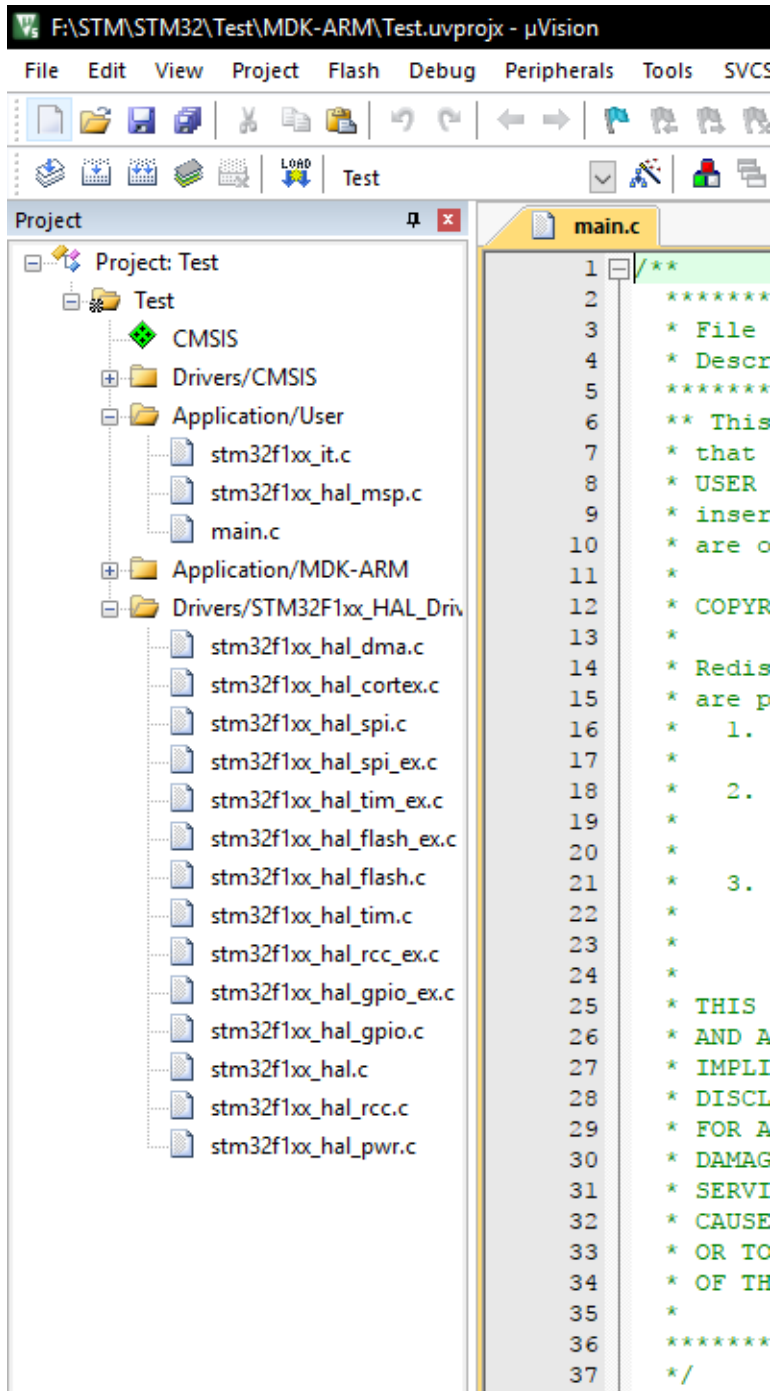 F:\STM\STM32\Test\MDK-ARM\Test.uvprojx - µVision
File Edit View Project Flash Debug Peripherals Tools SVCS
LOAD
Test
Project
Project: Test
Test
CMSIS
Drivers/CMSIS
Application/User
stm32f1xx_it.c
stm32f1xx_hal_msp.c
main.c
Application/MDK-ARM
Drivers/STM32F1xx_HAL_Driv
stm32f1xx_hal_dma.c
stm32f1xx_hal_cortex.c
stm32f1xx_hal_spi.c
stm32f1xx_hal_spi_ex.c
stm32f1xx_hal_tim_ex.c
stm32f1xx_hal_flash_ex.c
stm32f1xx_hal_flash.c
stm32f1xx_hal_tim.c
stm32f1xx_hal_rcc_ex.c
stm32f1xx_hal_gpio_ex.c
stm32f1xx_hal_gpio.c
stm32f1xx_hal.c
stm32f1xx_hal_rcc.c
stm32f1xx_hal_pwr.c
main.c
1 /**
2 *******
3 * File
4 * Descr
5 *******
6 ** This
7 * that
8 * USER
9 * inser
10 * are o
11 *
12 * COPYR
13 *
14 * Redis
15 * are p
16 * 1.
17 *
18 * 2.
19 *
20 *
21 * 3.
22 *
23 *
24 *
25 * THIS
26 * AND A
27 * IMPLI
28 * DISCL
29 * FOR A
30 * DAMAG
31 * SERVI
32 * CAUSE
33 * OR TO
34 * OF TH
35 *
36 *******
37 */